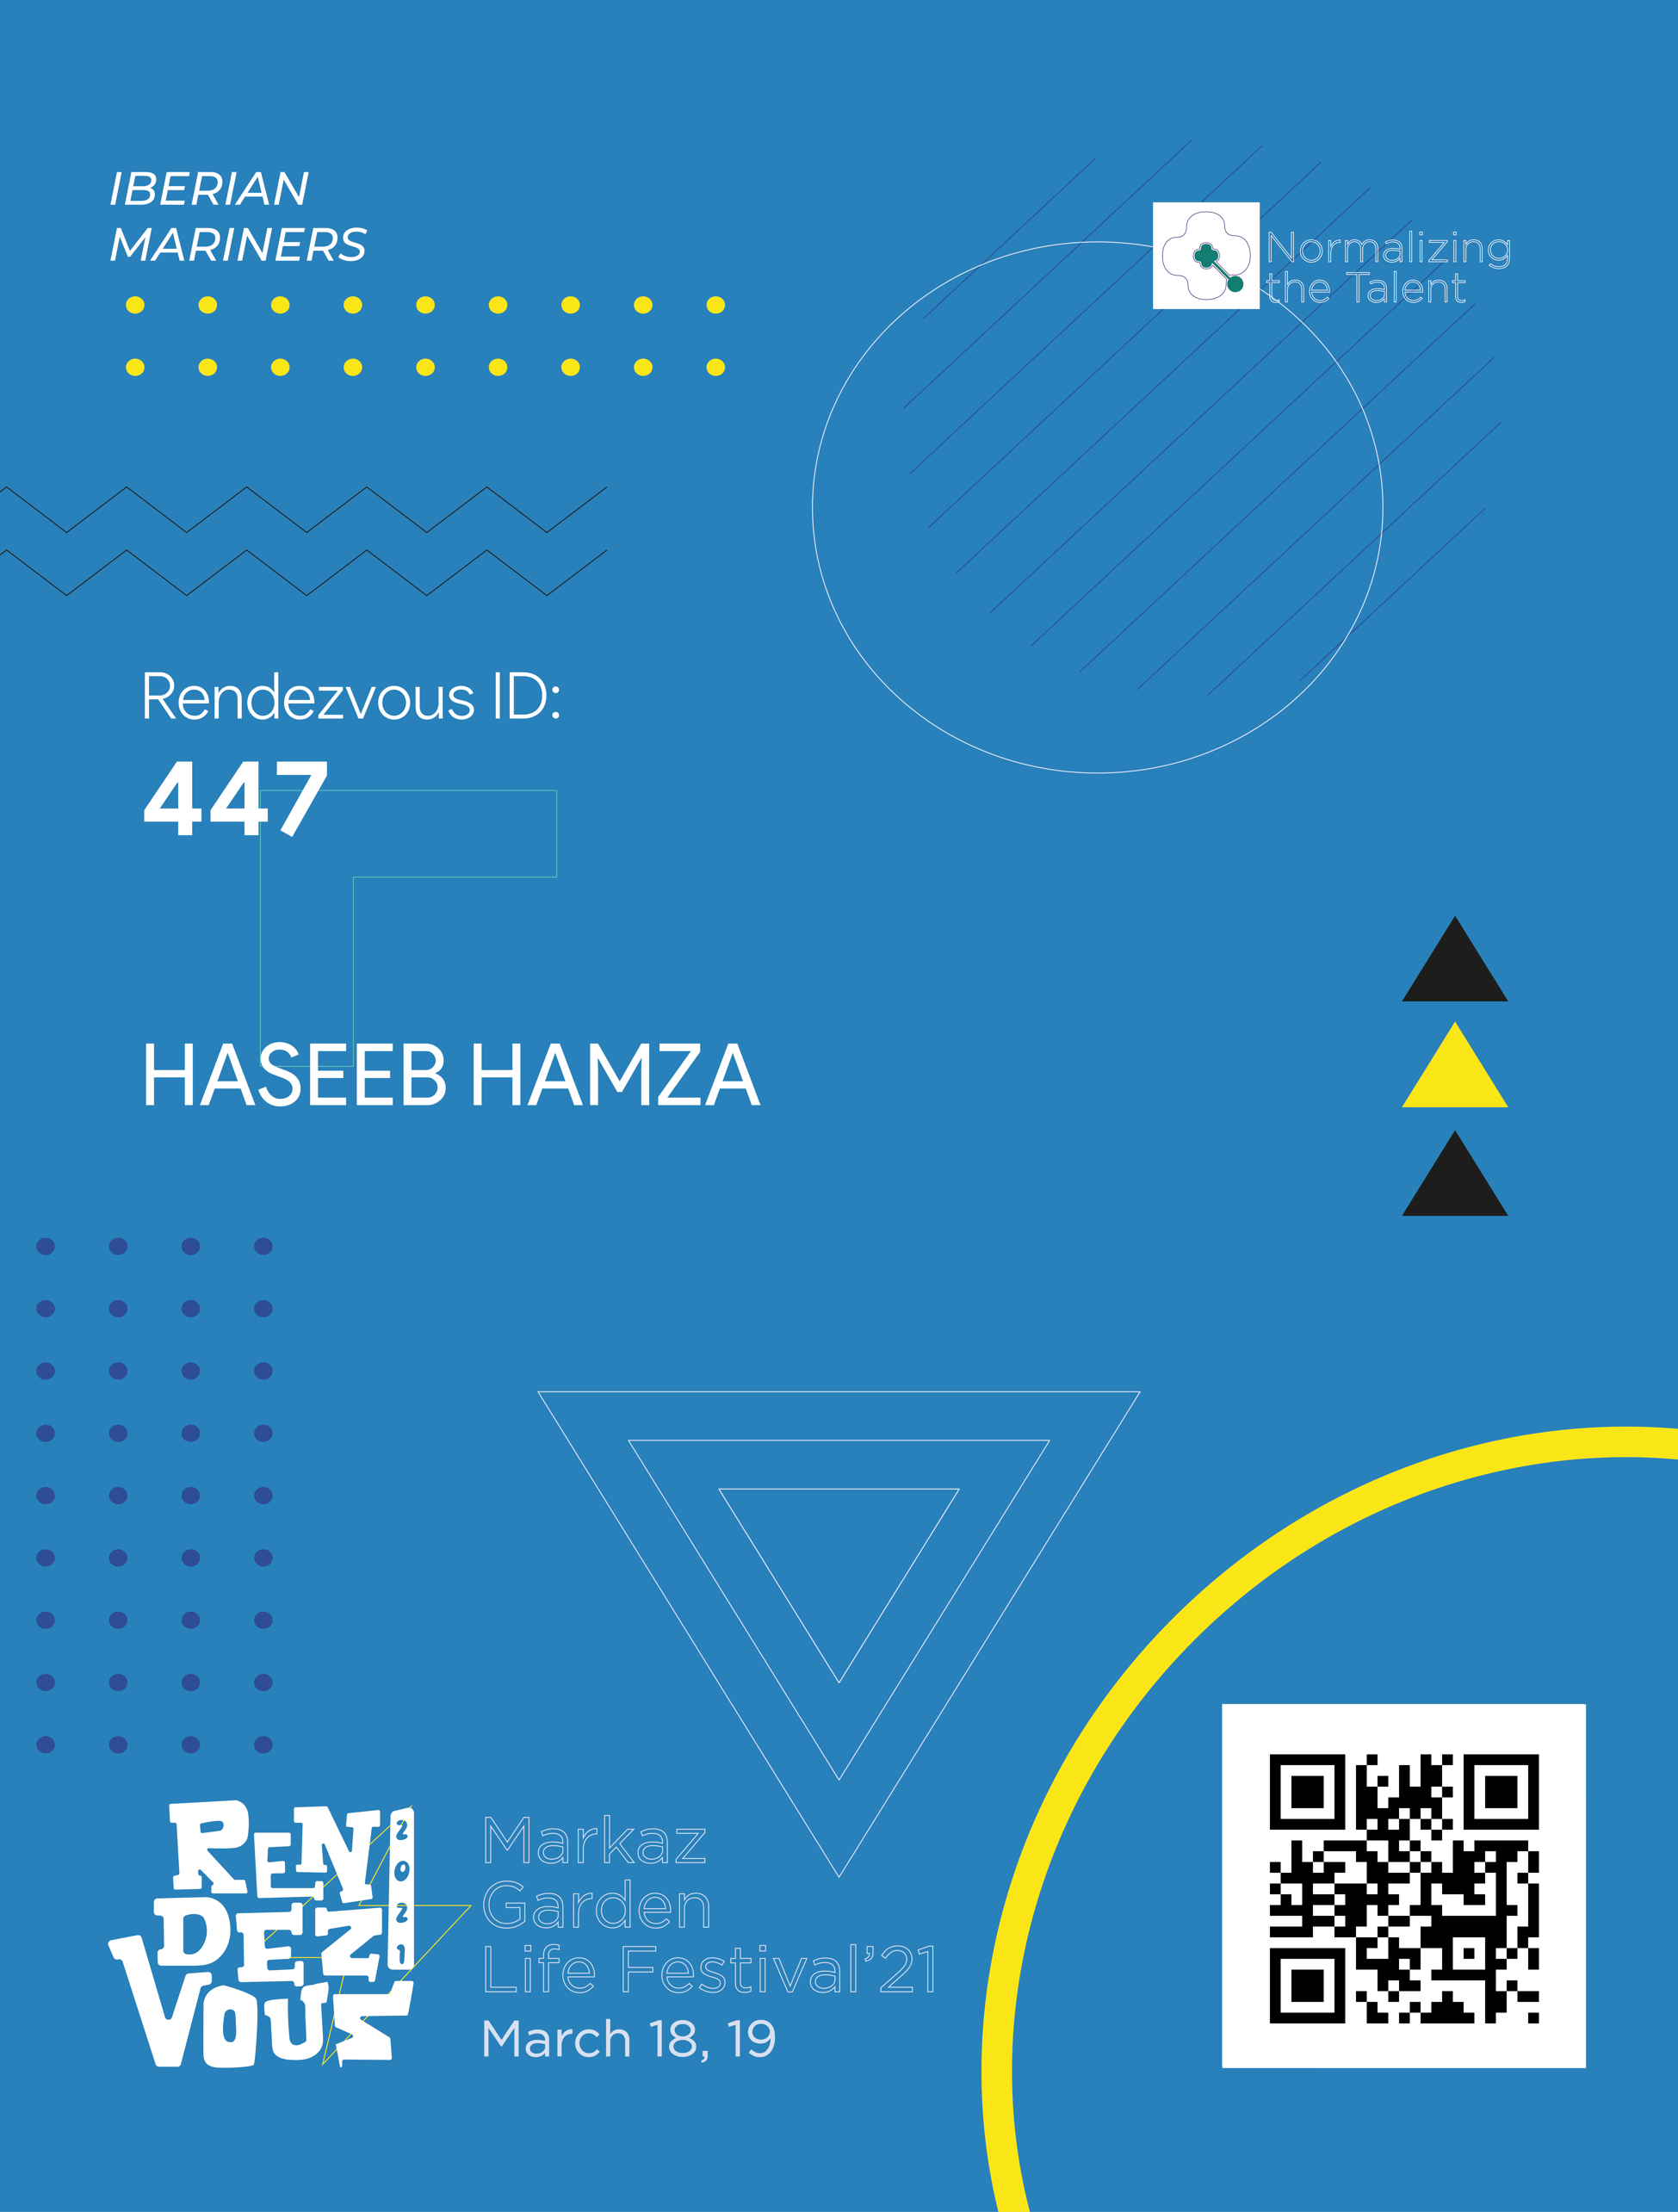 IBERIAN
MARINERS
Normalizing
the Talent
Rendezvous ID:
447
HASEEB HAMZA
REN
DEZ
VOUS
2021
Markaz
Garden
Life Festival'21
March 18, 19